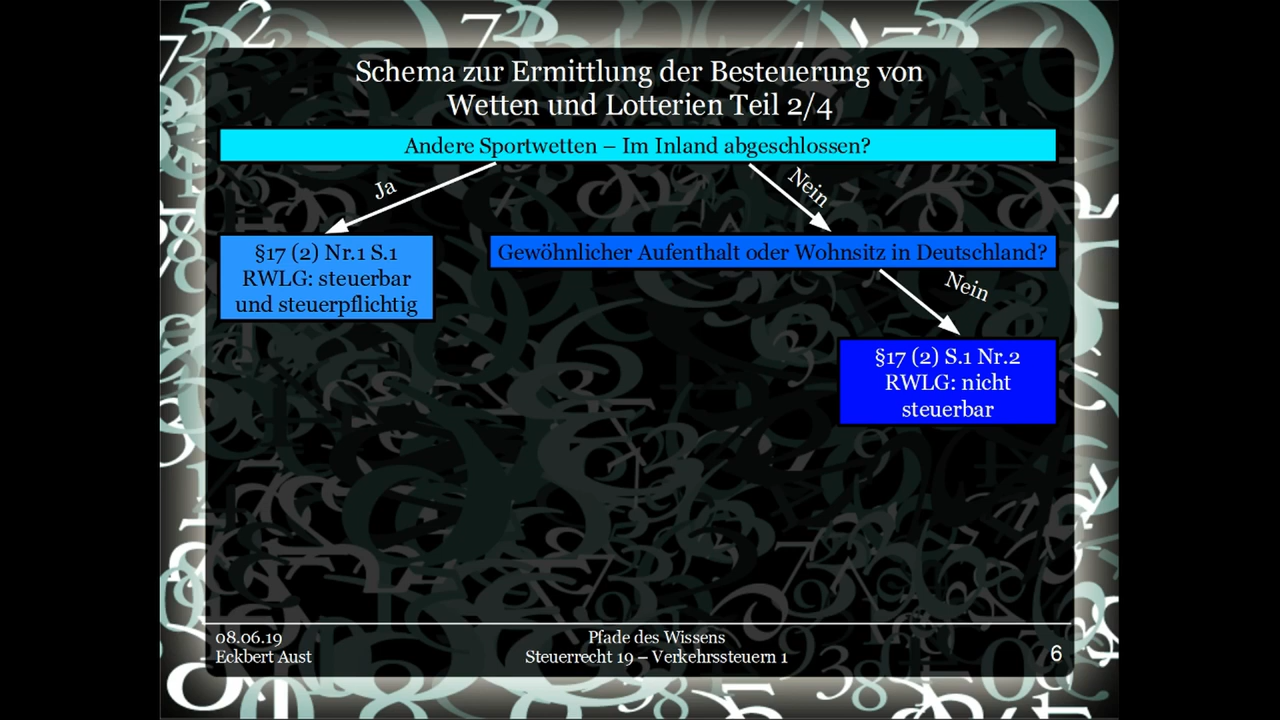 Schema zur Ermittlung der Besteuerung von
Wetten und Lotterien Teil 2/4
Andere Sportwetten – Im Inland abgeschlossen?
Ja
Nein
§17 (2) Nr.1 S.1
RWLG: steuerbar
und steuerpflichtig
Gewöhnlicher Aufenthalt oder Wohnsitz in Deutschland?
Nein
§17 (2) S.1 Nr.2
RWLG: nicht
steuerbar
08.06.19
Eckbert Aust
Pfade des Wissens
Steuerrecht 19 – Verkehrssteuern 1
6